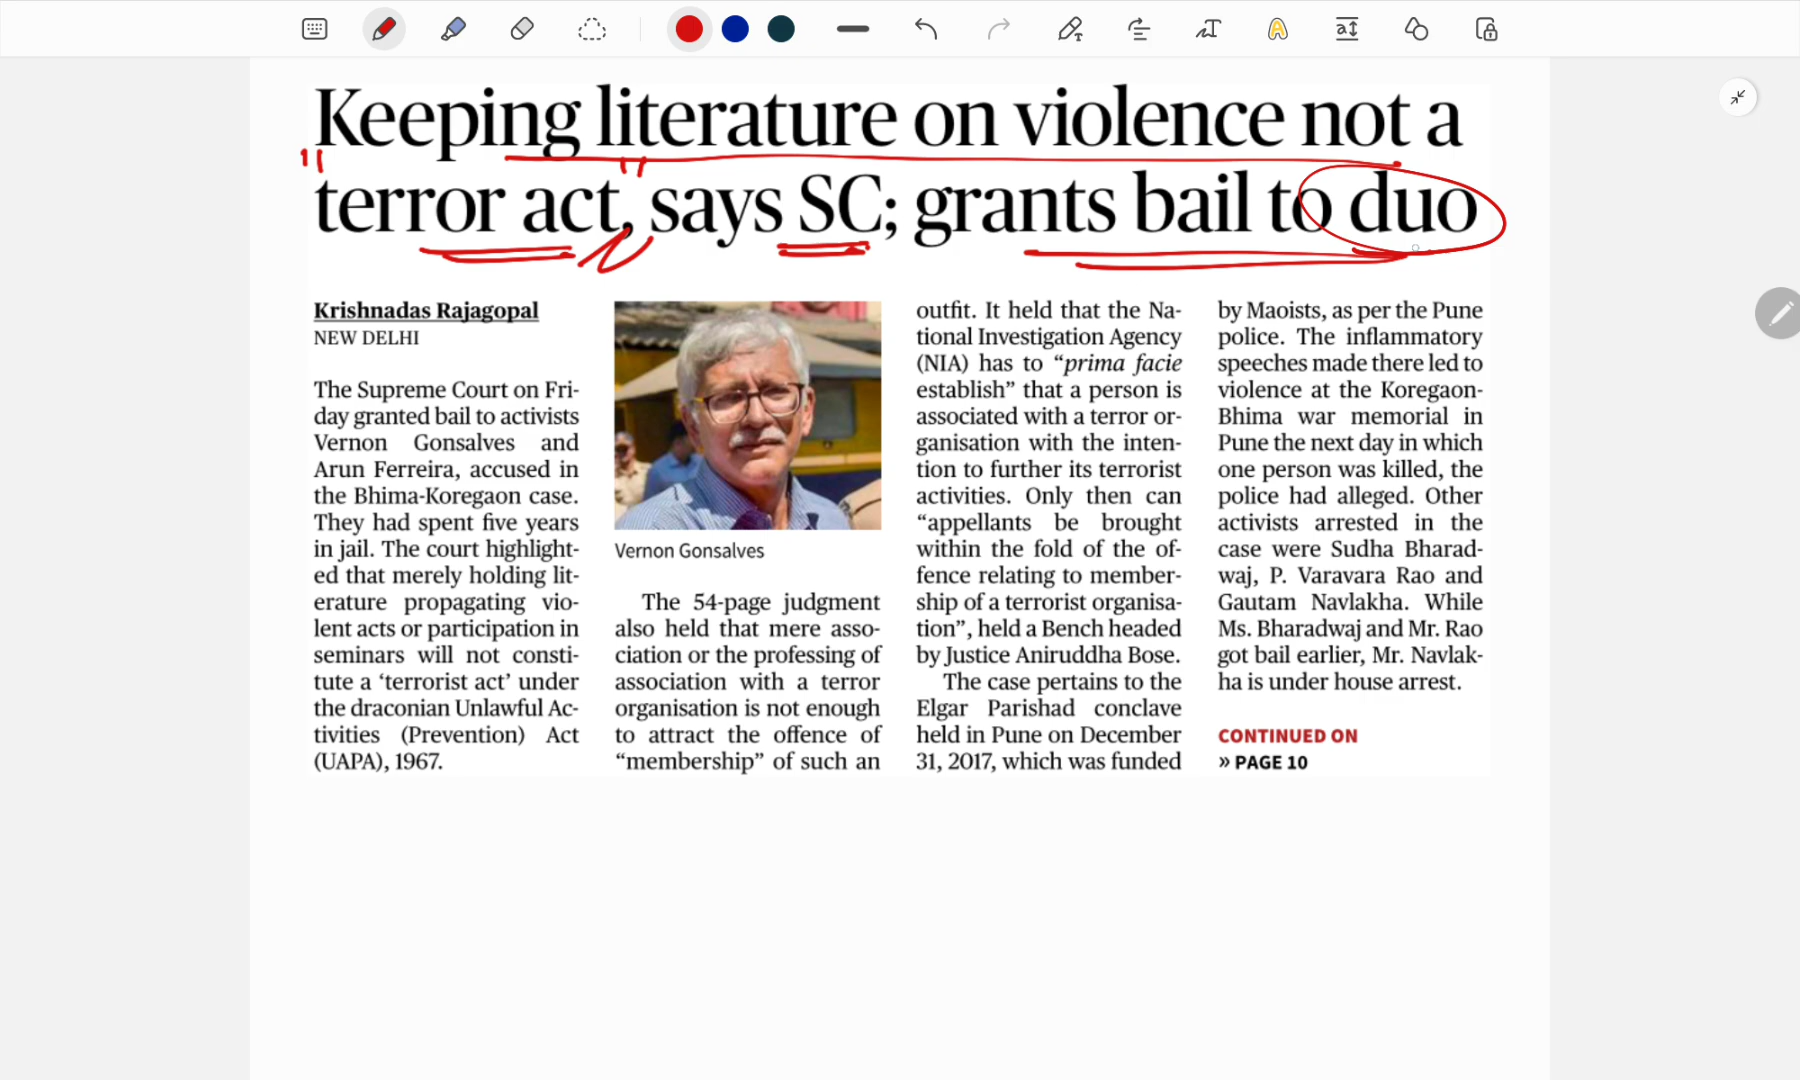 Keeping literature on violence not a
terror act, says SC; grants bail to duo
Krishnadas Rajagopal
NEW DELHI
The Supreme Court on Fri-
day granted bail to activists
Vernon Gonsalves and
Arun Ferreira, accused in
the Bhima-Koregaon case.
They had spent five years
in jail. The court highlight-
ed that merely holding lit-
erature propagating vio-
lent acts or participation in
seminars will not consti-
tute a ‘terrorist act’ under
the draconian Unlawful Ac-
tivities (Prevention) Act
(UAPA), 1967.
Vernon Gonsalves
The 54-page judgment
also held that mere asso-
ciation or the professing of
association with a terror
organisation is not enough
to attract the offence of
“membership” of such an
outfit. It held that the Na-
tional Investigation Agency
(NIA) has to “prima facie
establish” that a person is
associated with a terror or-
ganisation with the inten-
tion to further its terrorist
activities. Only then can
“appellants be brought
within the fold of the of-
fence relating to member-
ship of a terrorist organisa-
tion”, held a Bench headed
by Justice Aniruddha Bose.
The case pertains to the
Elgar Parishad conclave
held in Pune on December
31, 2017, which was funded
by Maoists, as per the Pune
police. The inflammatory
speeches made there led to
violence at the Koregaon-
Bhima war memorial in
Pune the next day in which
one person was killed, the
police had alleged. Other
activists arrested in the
case were Sudha Bharad-
waj, P. Varavara Rao and
Gautam Navlakha. While
Ms. Bharadwaj and Mr. Rao
got bail earlier, Mr. Navlak-
ha is under house arrest.
CONTINUED ON
» PAGE 10